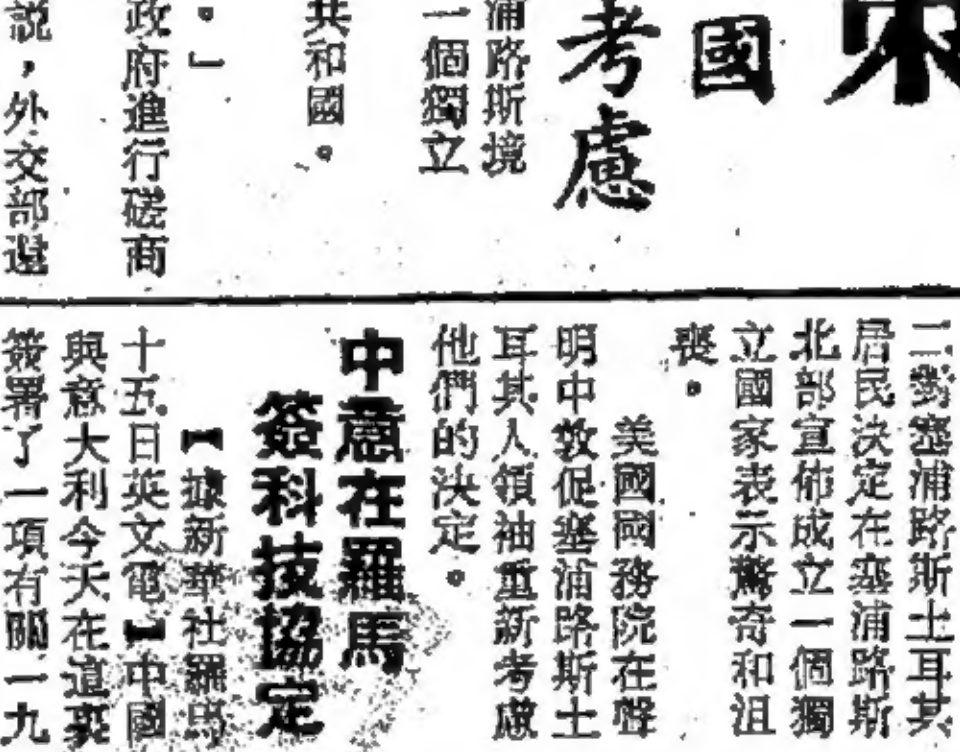 國
考慮
浦路斯境
一個獨立
共和國。
。」
政府進行磋商
説，外交部還
二對塞浦路斯土耳其
居民決定在塞浦路斯
北部宣佈成立一個獨
立國家表示驚奇和沮
喪。
美國國務院在聲
明中敦促塞浦路斯土
耳其人領袖重新考慮
他們的決定。
中意在羅馬
簽科技協定
【據新華社羅馬
十五日英文電】中國
與意大利今天在這裏
簽署了一項有關一九